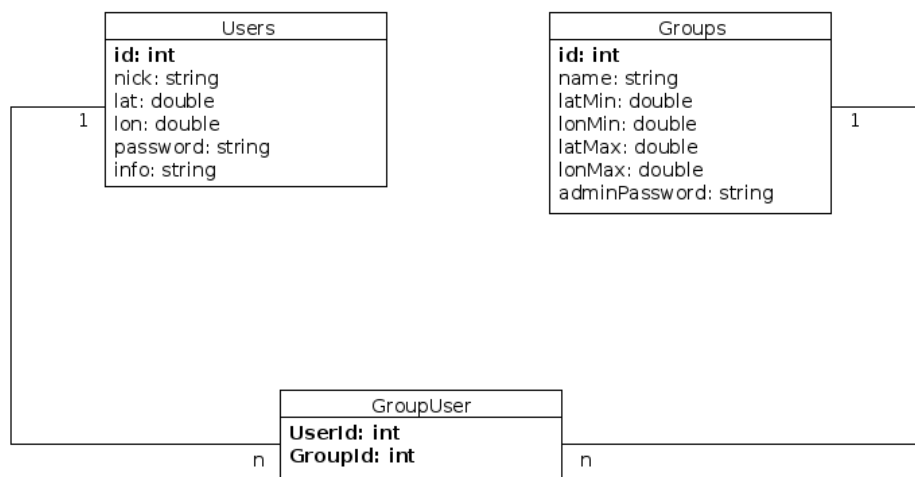 Users
id: int
nick: string
lat: double
lon: double
password: string
info: string
1
Groups
id: int
name: string
latMin: double
lonMin: double
latMax: double
lonMax: double
adminPassword: string
1
GroupUser
UserId: int
GroupId: int
n
n